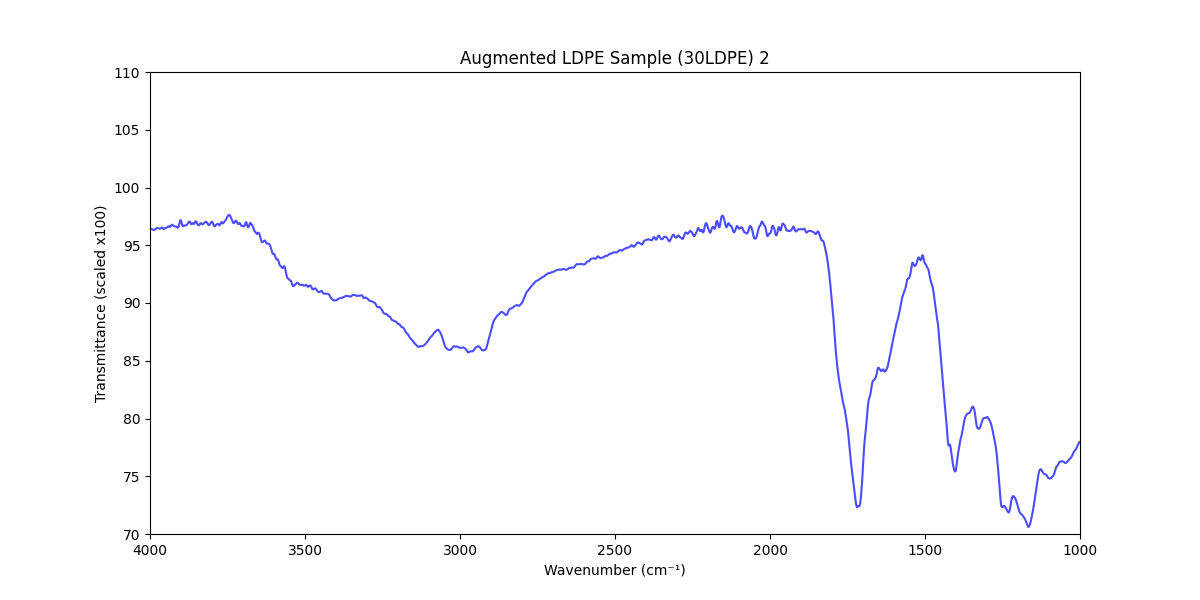 Augmented LDPE Sample (30LDPE) 2
110
105
100
95
90
85
80
75
70
Transmittance (scaled x100)
4000 3500 3000 2500 2000 1500 1000
Wavenumber (cm⁻¹)